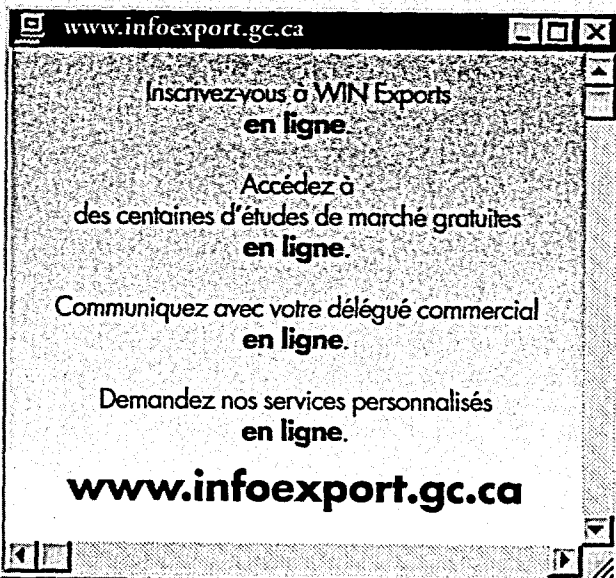 www.infoexport.gc.ca
Inscrivez-vous à WIN Exports
en ligne.
Accédez à
des centaines d'études de marché gratuites
en ligne.
Communiquez avec votre délégué commercial
en ligne.
Demandez nos services personnalisés
en ligne.
www.infoexport.gc.ca